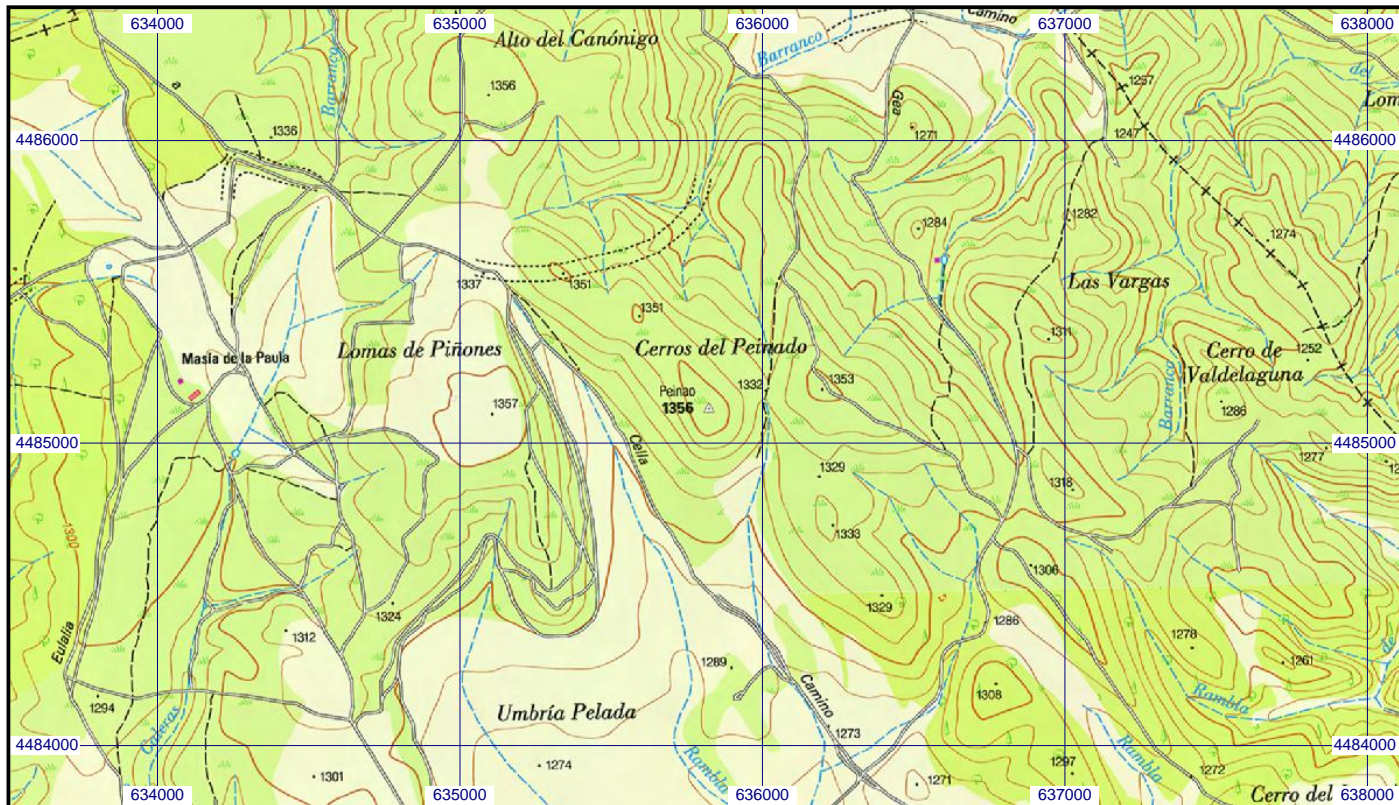 634000
635000
636000
637000
638000
Camino
Alto del Canónigo
Barranco
del
1257
a
Barranco
1356
Gea
Lom
1336
1271
1247
4486000
4486000
1284
1282
1274
Las Vargas
1337
1351
1351
1311
Masía de la Paula
Lomas de Piñones
Cerros del Peinado
Cerro de
Valdelaguna
1252
Peinao
1356
1332
1353
Barranco
1357
1286
4485000
4485000
Cella
1329
1277
1318
1300
1333
1306
1324
1329
1286
Eulalia
1312
1278
de
1289
1261
1308
Camino
Rambla
1294
Umbría Pelada
Caleras
1273
4484000
4484000
Rambla
Rambla
1301
1274
1271
1297
1272
Cerro del
634000
635000
636000
637000
638000